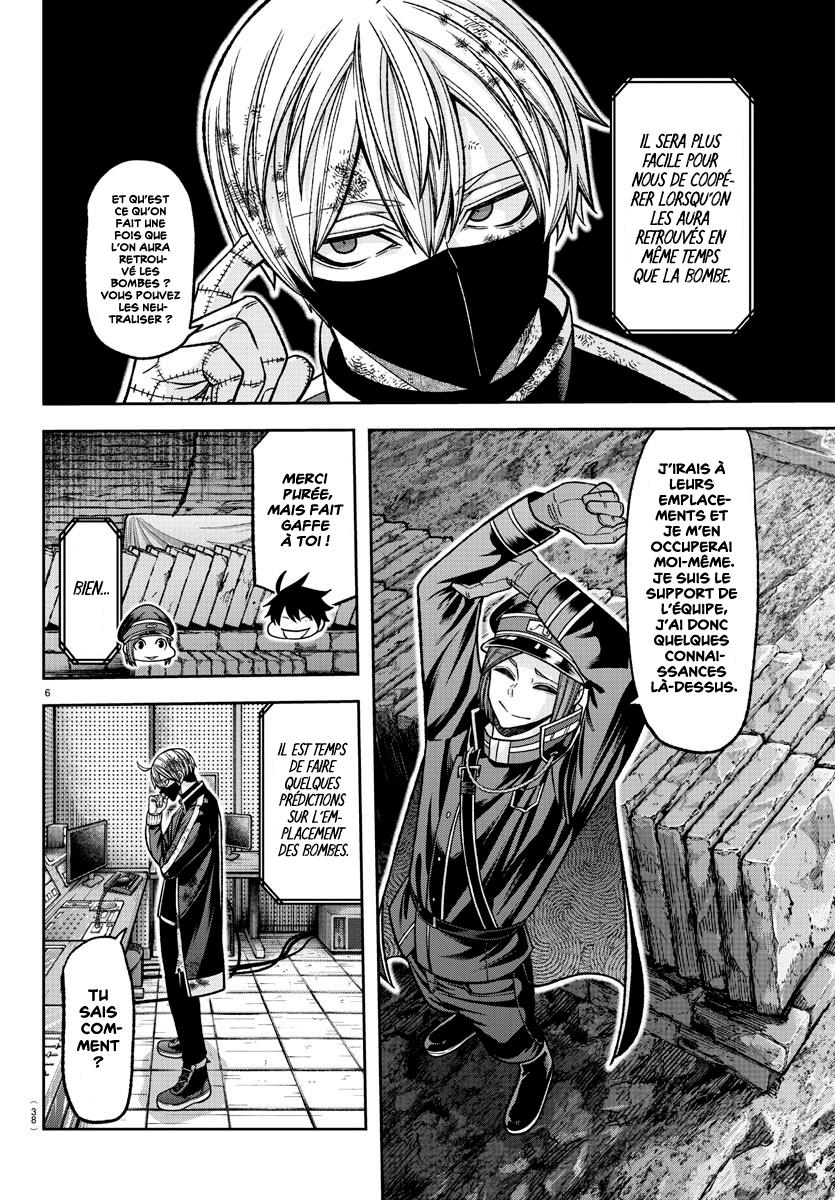 IL SERA PLUS
FACILE POUR
NOUS DE COOPÉ-
RER LORSQU'ON
LES AURA
RETROUVÉS EN
MÊME TEMPS
QUE LA BOMBE.
ET QU'EST
CE QU'ON
FAIT UNE
FOIS QUE
L'ON AURA
RETROU-
VÉ LES
BOMBES ?
VOUS POUVEZ
LES NEU-
TRALISER ?
J'IRAIS À
LEURS
EMPLACE-
MENTS ET
JE M'EN
OCCUPERAI
MOI-MÊME.
JE SUIS LE
SUPPORT DE
L'ÉQUIPE,
J'AI DONC
QUELQUES
CONNAIS-
SANCES
LÀ-DESSUS.
MERCI
PURÉE,
MAIS FAIT
GAFFE
À TOI !
BIEN...
6
IL EST TEMPS
DE FAIRE
QUELQUES
PRÉDICTIONS
SUR L'EM-
PLACEMENT
DES BOMBES.
TU
SAIS
COM-
MENT
?
(38)